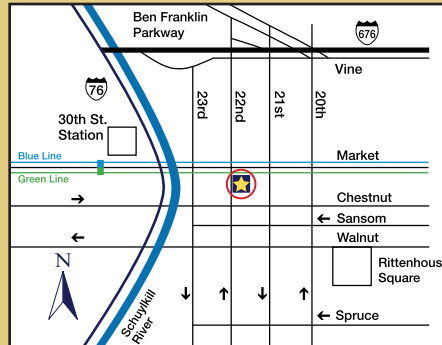 Ben Franklin
Parkway
676
Vine
76
23rd
22nd
21st
20th
30th St.
Station
Blue Line
Market
Green Line
Chestnut
Sansom
Walnut
N
Rittenhous
Square
Schuylkill
River
Spruce